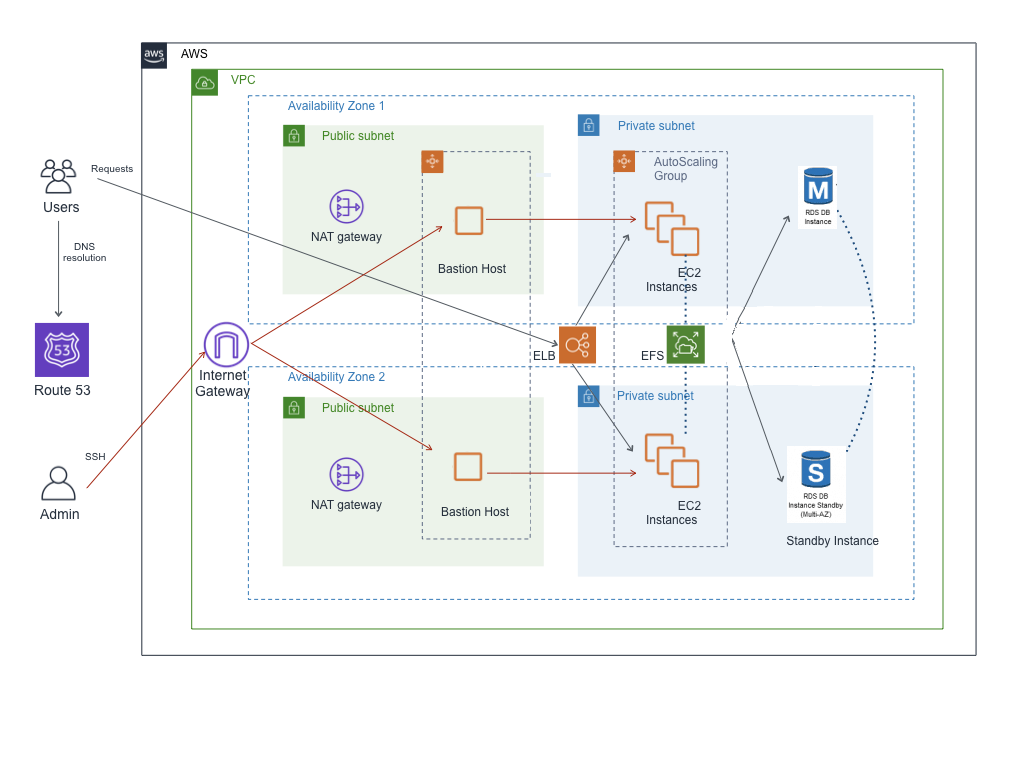 aws
AWS
VPC
Availability Zone 1
Public subnet
Private subnet
AutoScaling
Group
Requests
Users
M
RDS DB
Instance
NAT gateway
Bastion Host
EC2
Instances
DNS
resolution
53
Route 53
Internet
Gateway
ELB
EFS
Availability Zone 2
Public subnet
Private subnet
SSH
Admin
NAT gateway
Bastion Host
EC2
Instances
S
RDS DB
Instance Standby
(Multi-AZ)
Standby Instance